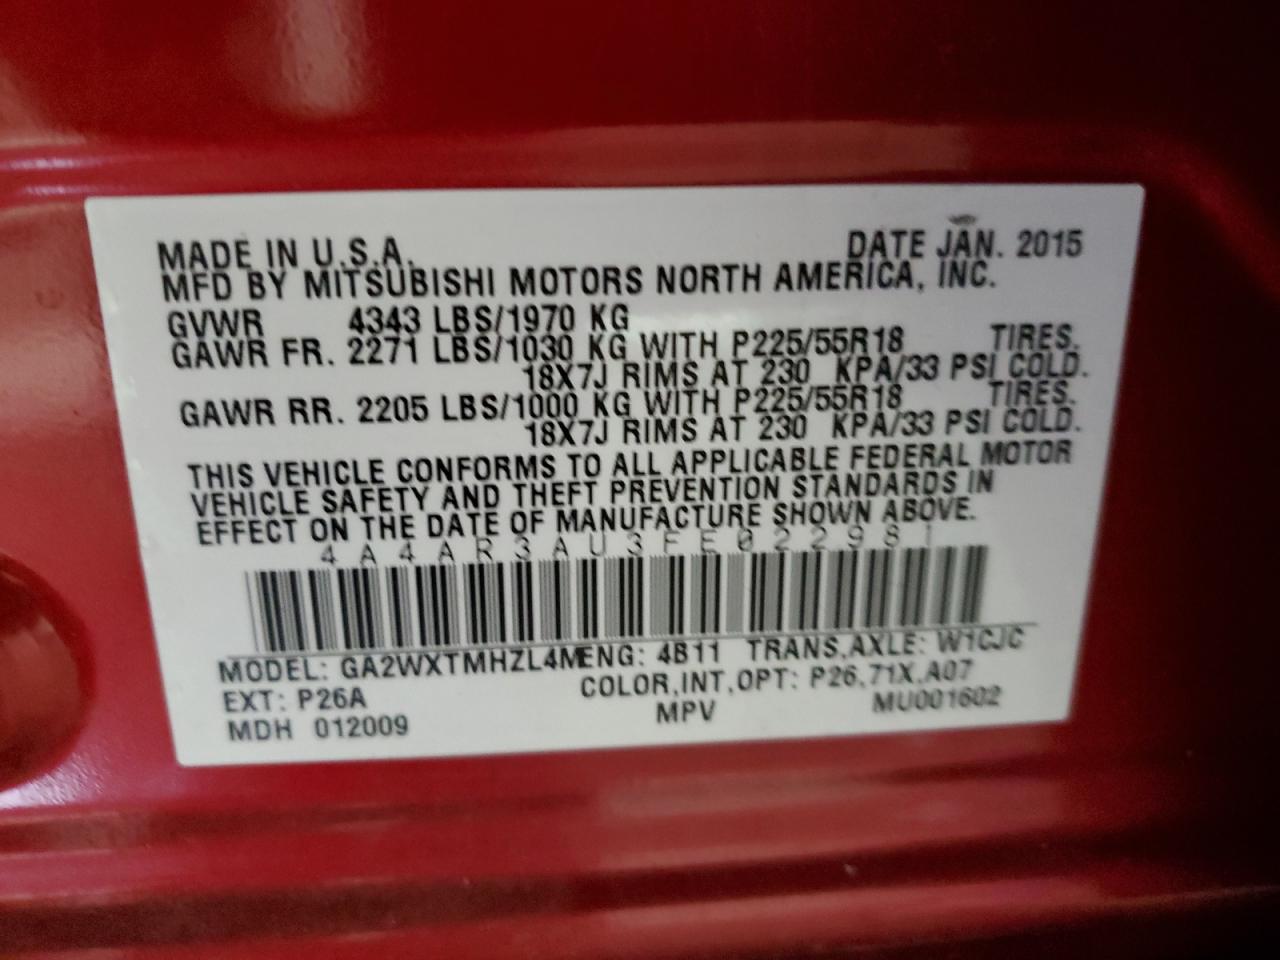 MADE IN U.S.A. DATE JAN. 2015
MFD BY MITSUBISHI MOTORS NORTH AMERICA, INC.
GVWR 4343 LBS/1970 KG
GAWR FR. 2271 LBS/1030 KG WITH P225/55R18 TIRES.
18X7J RIMS AT 230 KPA/33 PSI COLD.
GAWR RR. 2205 LBS/1000 KG WITH P225/55R18 TIRES.
18X7J RIMS AT 230 KPA/33 PSI COLD.
THIS VEHICLE CONFORMS TO ALL APPLICABLE FEDERAL MOTOR
VEHICLE SAFETY AND THEFT PREVENTION STANDARDS IN
EFFECT ON THE DATE OF MANUFACTURE SHOWN ABOVE.
4A4AR3AU3FE022981
MODEL: GA2WXTMHZL4M ENG: 4B11 TRANS,AXLE: W1CJC
EXT: P26A COLOR,INT,OPT: P26,71X,A07
MDH 012009 MPV MU001602